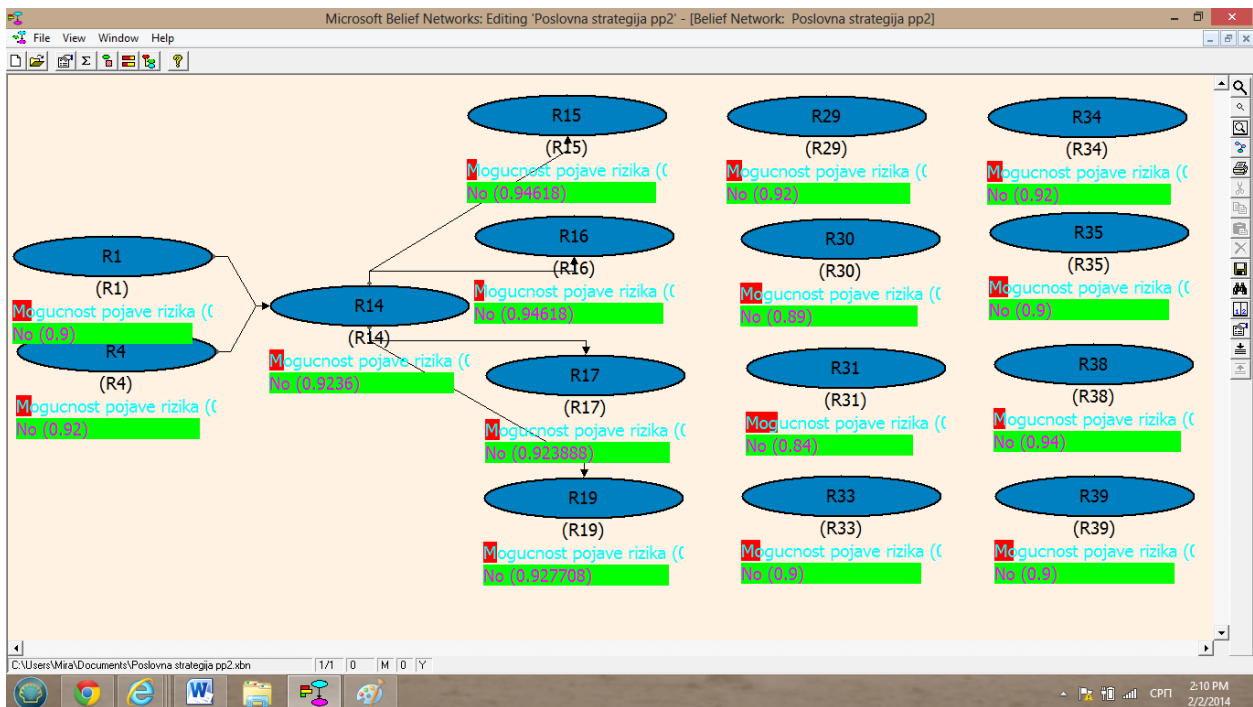 Microsoft Belief Networks: Editing 'Poslovna strategija pp2' - [Belief Network: Poslovna strategija pp2]
File View Window Help
R1
(R1)
Mogucnost pojave rizika ((
No (0.9)
R4
(R4)
Mogucnost pojave rizika ((
No (0.92)
R14
(R14)
Mogucnost pojave rizika ((
No (0.9236)
R15
(R15)
Mogucnost pojave rizika ((
No (0.94618)
R16
(R16)
Mogucnost pojave rizika ((
No (0.94618)
R17
(R17)
Mogucnost pojave rizika ((
No (0.923888)
R19
(R19)
Mogucnost pojave rizika ((
No (0.927708)
R29
(R29)
Mogucnost pojave rizika ((
No (0.92)
R30
(R30)
Mogucnost pojave rizika ((
No (0.89)
R31
(R31)
Mogucnost pojave rizika ((
No (0.84)
R33
(R33)
Mogucnost pojave rizika ((
No (0.9)
R34
(R34)
Mogucnost pojave rizika ((
No (0.92)
R35
(R35)
Mogucnost pojave rizika ((
No (0.9)
R38
(R38)
Mogucnost pojave rizika ((
No (0.94)
R39
(R39)
Mogucnost pojave rizika ((
No (0.9)
C:\Users\Mira\Documents\Poslovna strategija pp2.xbn 1/1 0 M 0 Y
СРП 2:10 PM
2/2/2014